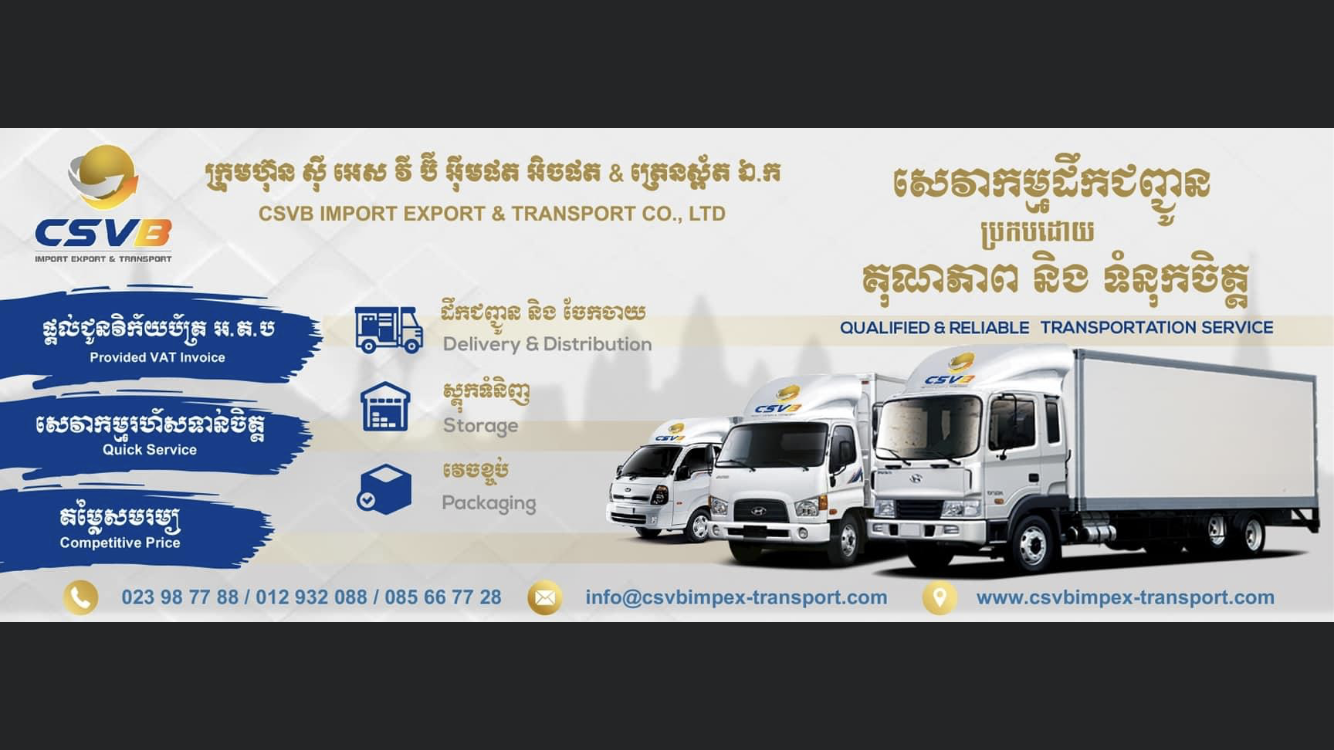 CSVB
IMPORT EXPORT & TRANSPORT
ក្រុមហ៊ុន ស៊ី អេស វី ប៊ី អ៊ីមផត អិចផត & ត្រេនស្ព័ត ឯ.ក
CSVB IMPORT EXPORT & TRANSPORT CO., LTD
សេវាកម្មដឹកជញ្ជូន
ប្រកបដោយ
គុណភាព និង ទំនុកចិត្ត
QUALIFIED & RELIABLE TRANSPORTATION SERVICE
ផ្តល់ជូនវិក័យប័ត្រ អ.ត.ប
Provided VAT Invoice
សេវាកម្មរហ័សទាន់ចិត្ត
Quick Service
តម្លៃសមរម្យ
Competitive Price
ដឹកជញ្ជូន និង ចែកចាយ
Delivery & Distribution
ស្តុកទំនិញ
Storage
វេចខ្ចប់
Packaging
CSVB
CSVB
CSVB
023 98 77 88 / 012 932 088 / 085 66 77 28
info@csvbimpex-transport.com
www.csvbimpex-transport.com